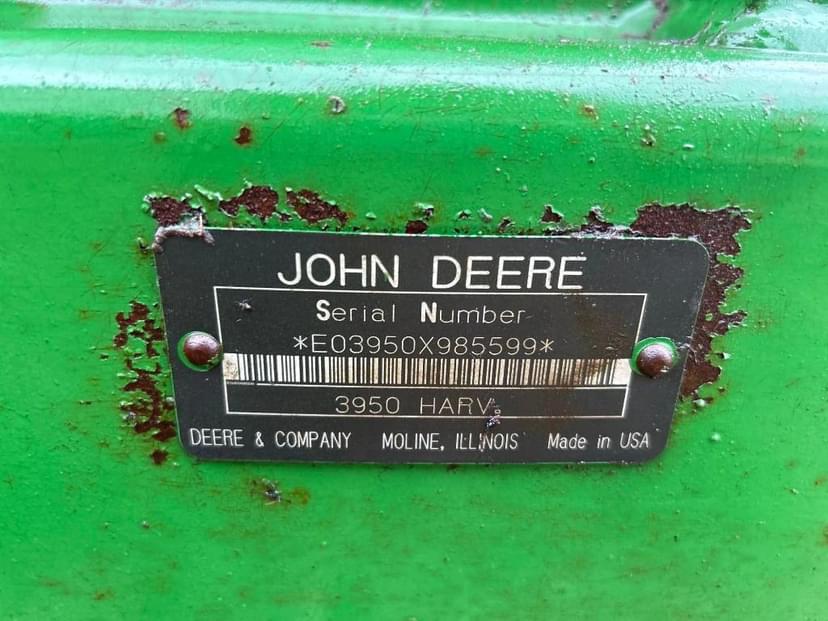 JOHN DEERE
Serial Number
*E03950X985599*
3950 HARV.
DEERE & COMPANY MOLINE, ILLINOIS Made in USA